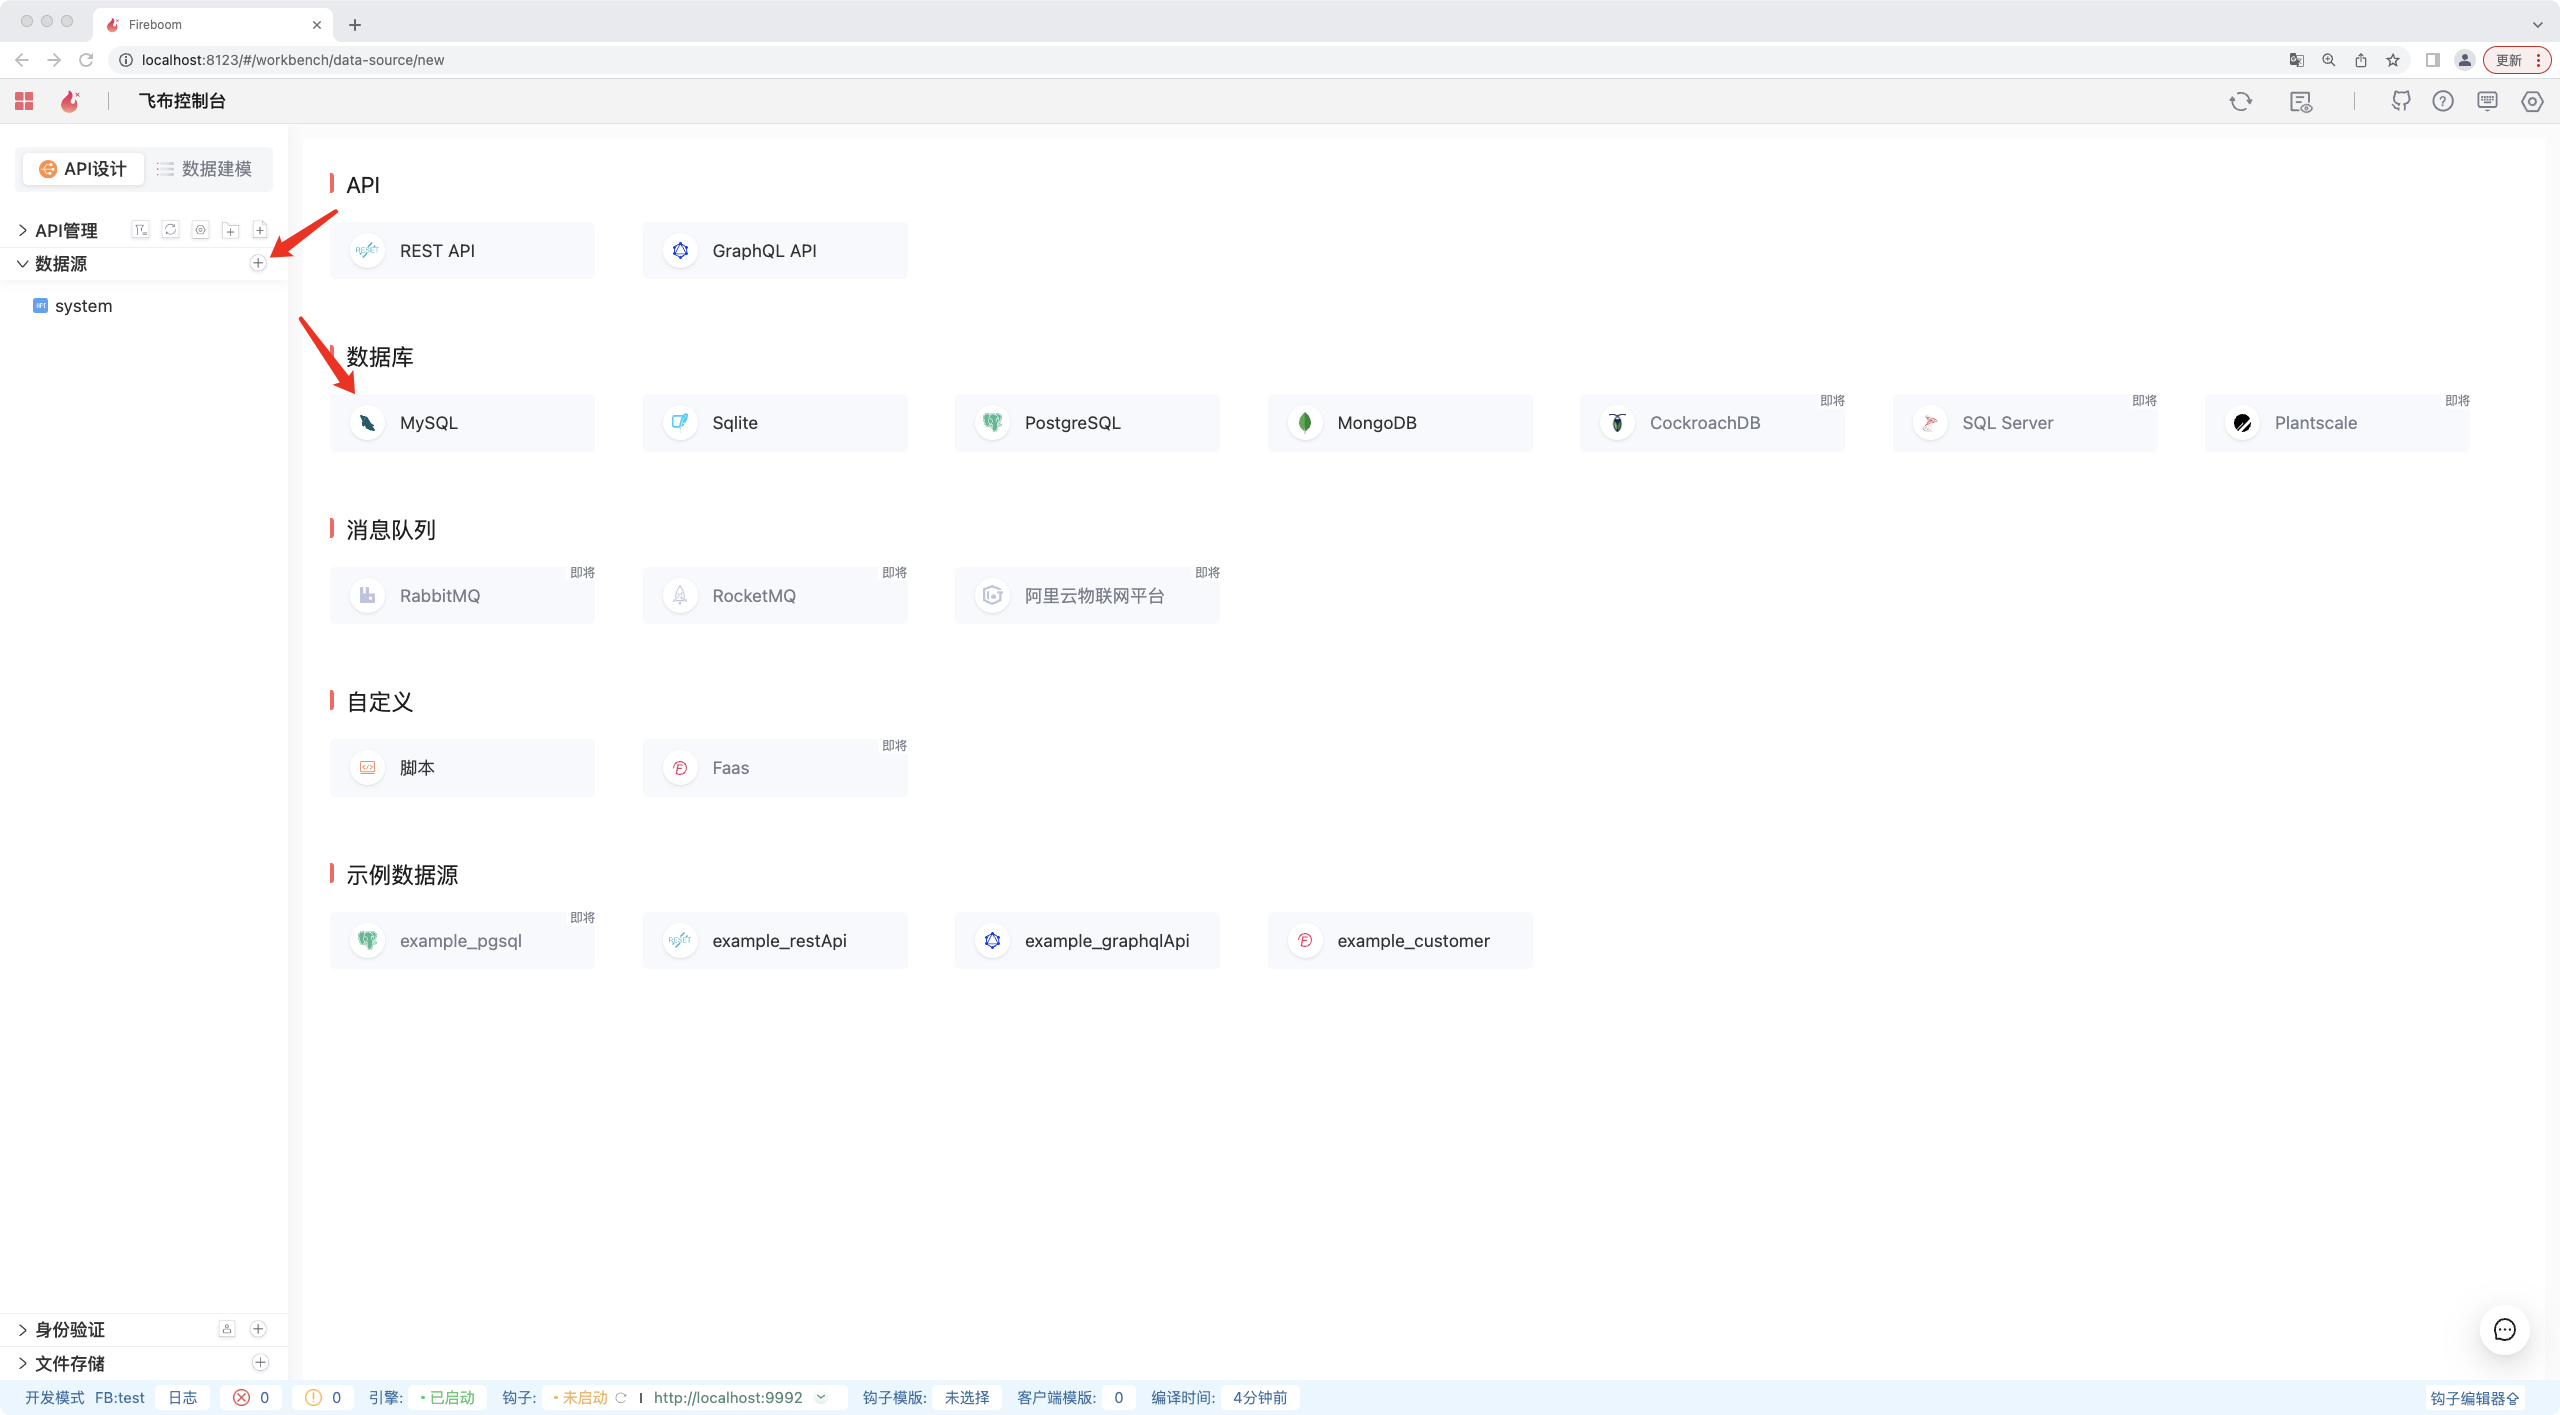 Fireboom
localhost:8123/#/workbench/data-source/new
更新
飞布控制台
API设计
数据建模
API管理
数据源
system
API
REST API
GraphQL API
数据库
MySQL
Sqlite
PostgreSQL
MongoDB
即将
CockroachDB
即将
SQL Server
即将
Plantscale
消息队列
即将
RabbitMQ
即将
RocketMQ
即将
阿里云物联网平台
自定义
脚本
即将
Faas
示例数据源
即将
example_pgsql
example_restApi
example_graphqlApi
example_customer
身份验证
文件存储
开发模式 FB:test 日志 0 0 引擎: 已启动 钩子: 未启动 http://localhost:9992 钩子模版: 未选择 客户端模版: 0 编译时间: 4分钟前 钩子编辑器